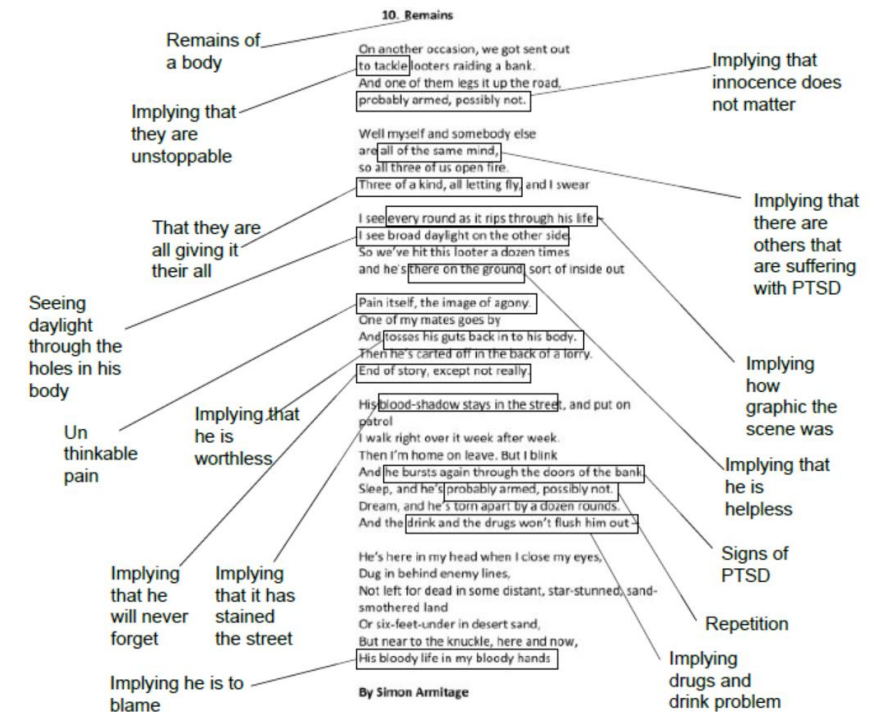 10. Remains
On another occasion, we got sent out
to tackle looters raiding a bank.
And one of them legs it up the road,
probably armed, possibly not.
Well myself and somebody else
are all of the same mind,
so all three of us open fire.
Three of a kind, all letting fly, and I swear
I see every round as it rips through his life –
I see broad daylight on the other side.
So we've hit this looter a dozen times
and he's there on the ground, sort of inside out
Pain itself, the image of agony.
One of my mates goes by
And tosses his guts back in to his body.
Then he's carted off in the back of a lorry.
End of story, except not really.
His blood-shadow stays in the street, and put on
patrol
I walk right over it week after week.
Then I'm home on leave. But I blink
And he bursts again through the doors of the bank.
Sleep, and he's probably armed, possibly not.
Dream, and he's torn apart by a dozen rounds.
And the drink and the drugs won't flush him out –
He's here in my head when I close my eyes,
Dug in behind enemy lines,
Not left for dead in some distant, star-stunned, sand-
smothered land
Or six-feet-under in desert sand,
But near to the knuckle, here and now,
His bloody life in my bloody hands
By Simon Armitage
Remains of
a body
Implying that
they are
unstoppable
That they are
all giving it
their all
Seeing
daylight
through the
holes in his
body
Un
thinkable
pain
Implying that
he is
worthless
Implying
that he
will never
forget
Implying
that it has
stained
the street
Implying he is to
blame
Implying that
innocence does
not matter
Implying that
there are
others that
are suffering
with PTSD
Implying
how
graphic the
scene was
Implying that
he is
helpless
Signs of
PTSD
Repetition
Implying
drugs and
drink problem